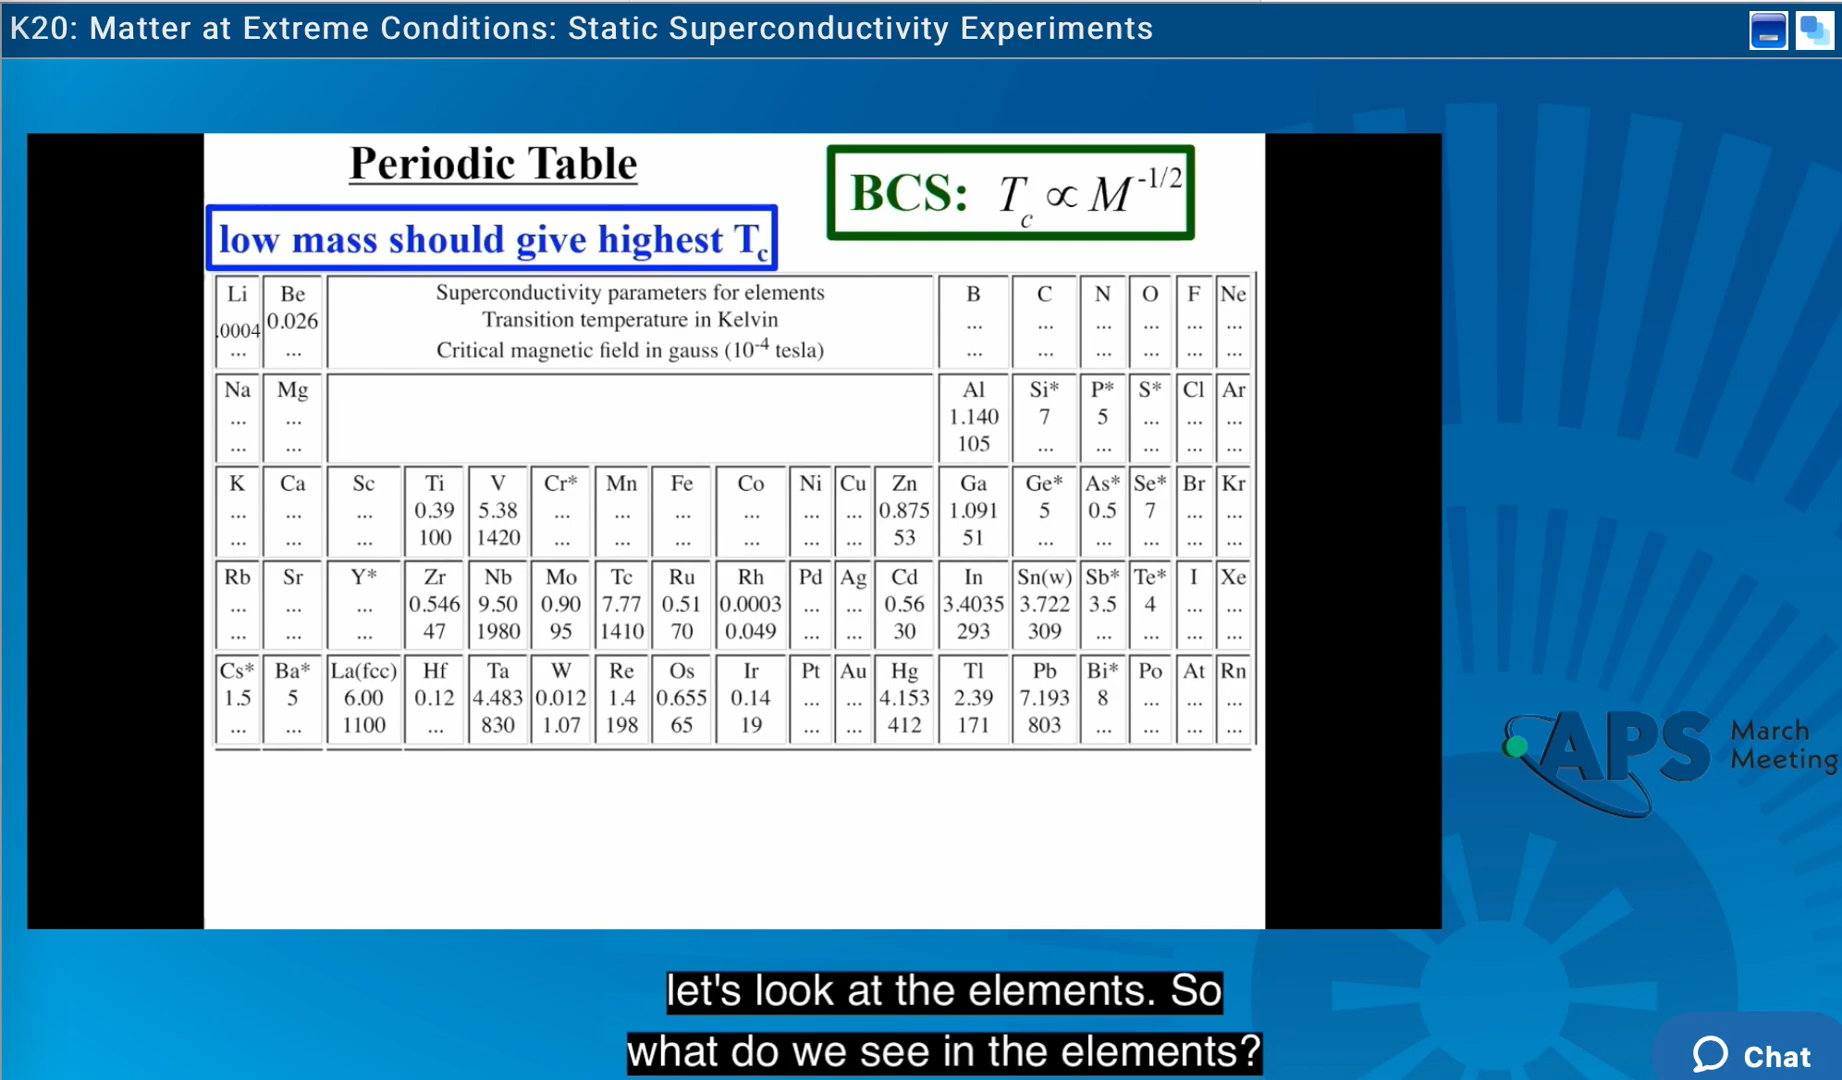 K20: Matter at Extreme Conditions: Static Superconductivity Experiments
Periodic Table
BCS: T_c ∝ M^-1/2
low mass should give highest T_c
Li Be Superconductivity parameters for elements B C N O F Ne
.0004 0.026 Transition temperature in Kelvin ... ... ... ... ... ...
... ... Critical magnetic field in gauss (10^-4 tesla) ... ... ... ... ... ...
Na Mg Al Si* P* S* Cl Ar
... ... 1.140 7 5 ... ... ...
... ... 105 ... ... ... ... ...
K Ca Sc Ti V Cr* Mn Fe Co Ni Cu Zn Ga Ge* As* Se* Br Kr
... ... ... 0.39 5.38 ... ... ... ... ... ... 0.875 1.091 5 0.5 7 ... ...
... ... ... 100 1420 ... ... ... ... ... ... 53 51 ... ... ... ... ...
Rb Sr Y* Zr Nb Mo Tc Ru Rh Pd Ag Cd In Sn(w) Sb* Te* I Xe
... ... ... 0.546 9.50 0.90 7.77 0.51 0.0003 ... ... 0.56 3.4035 3.722 3.5 4 ... ...
... ... ... 47 1980 95 1410 70 0.049 ... ... 30 293 309 ... ... ... ...
Cs* Ba* La(fcc) Hf Ta W Re Os Ir Pt Au Hg Tl Pb Bi* Po At Rn
1.5 5 6.00 0.12 4.483 0.012 1.4 0.655 0.14 ... ... 4.153 2.39 7.193 8 ... ... ...
... ... 1100 ... 830 1.07 198 65 19 ... ... 412 171 803 ... ... ... ...
APS March
Meeting
let's look at the elements. So
what do we see in the elements?
Chat